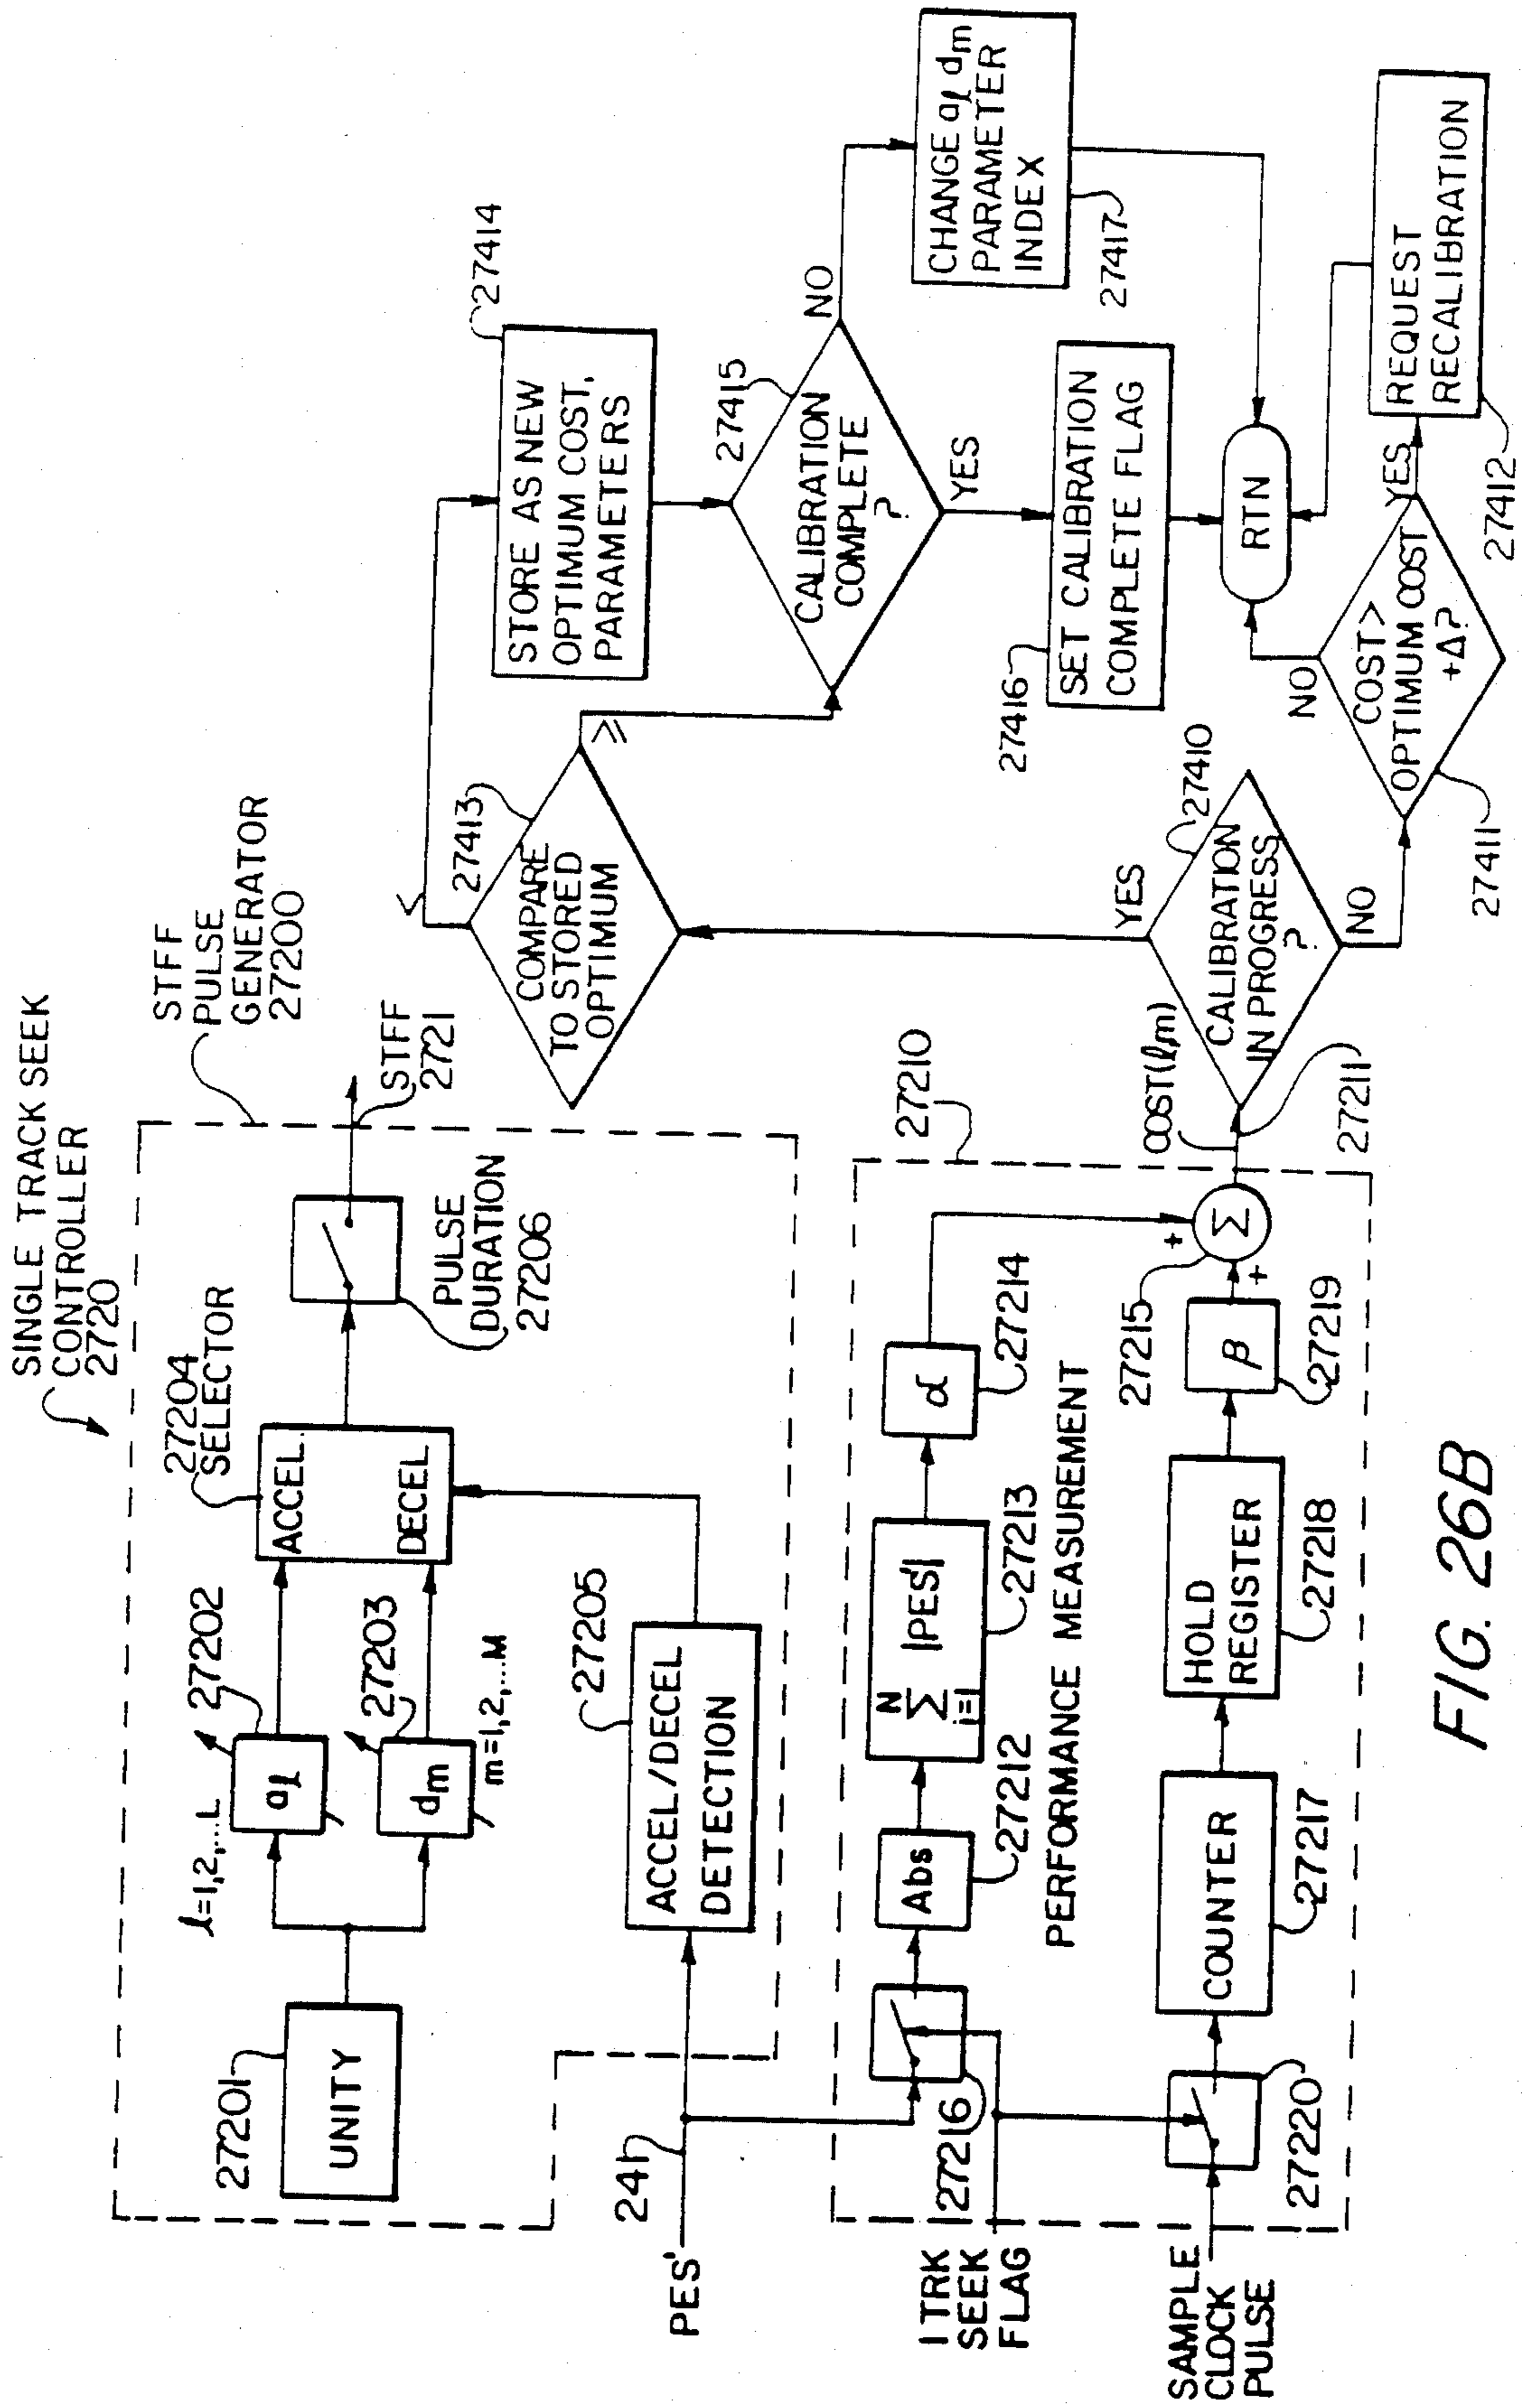 SINGLE TRACK SEEK
CONTROLLER
2720
STFF
PULSE
GENERATOR
27200
27201
UNITY
l=1,2,...L
al
27202
dm
27203
m=1,2,...M
27204
SELECTOR
ACCEL.
DECEL
PULSE
DURATION
27206
STFF
2721
ACCEL/DECEL
DETECTION
27205
241
PES'
1 TRK
SEEK
FLAG
27216
Abs
27212
N
Σ |PES'|
i=1
27213
α
27214
27210
PERFORMANCE MEASUREMENT
SAMPLE
CLOCK
PULSE
27220
COUNTER
27217
HOLD
REGISTER
27218
β
27219
27215
+
+
Σ
COST(l,m)
27211
CALIBRATION
IN PROGRESS
?
27410
YES
NO
COMPARE
TO STORED
OPTIMUM
27413
<
≥
STORE AS NEW
OPTIMUM COST,
PARAMETERS
27414
CALIBRATION
COMPLETE
?
27415
NO
YES
CHANGE al dm
PARAMETER
INDEX
27417
SET CALIBRATION
COMPLETE FLAG
27416
RTN
COST>
OPTIMUM COST
+Δ?
27411
NO
YES
REQUEST
RECALIBRATION
27412
FIG. 26B